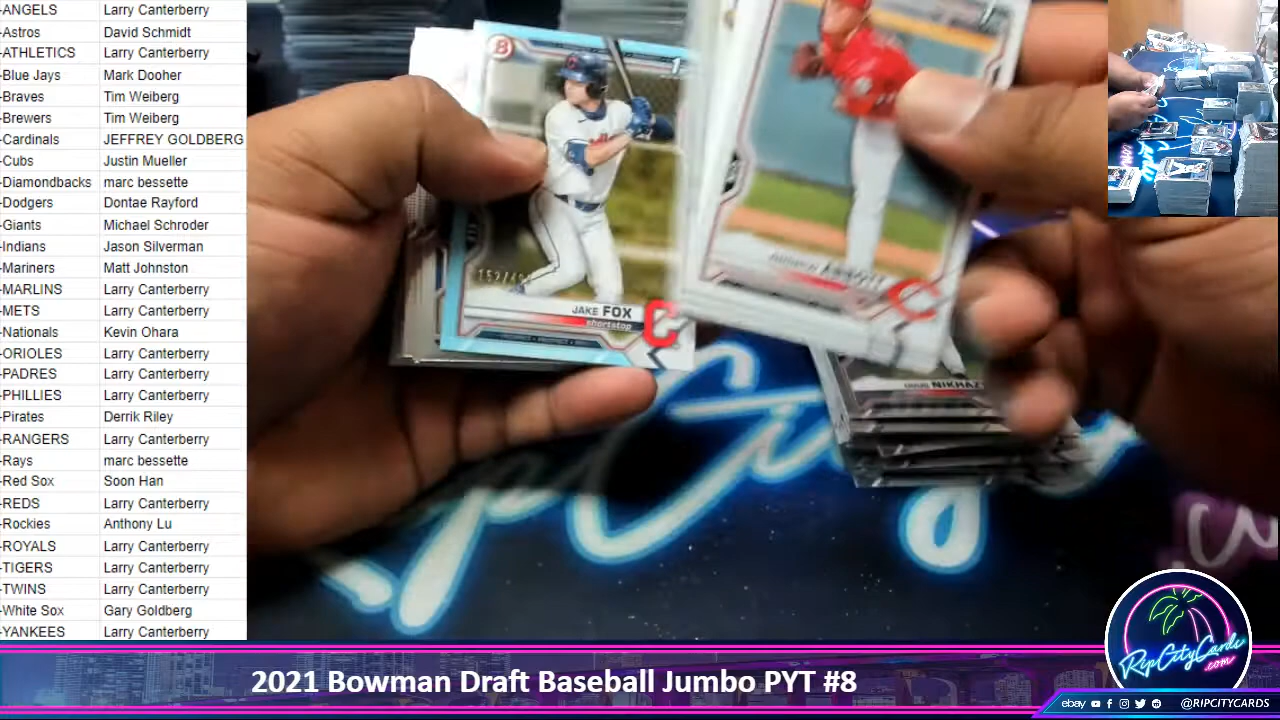 -ANGELS Larry Canterberry
-Astros David Schmidt
-ATHLETICS Larry Canterberry
-Blue Jays Mark Dooher
-Braves Tim Weiberg
-Brewers Tim Weiberg
-Cardinals JEFFREY GOLDBERG
-Cubs Justin Mueller
-Diamondbacks marc bessette
-Dodgers Dontae Rayford
-Giants Michael Schroder
-Indians Jason Silverman
-Mariners Matt Johnston
-MARLINS Larry Canterberry
-METS Larry Canterberry
-Nationals Kevin Ohara
-ORIOLES Larry Canterberry
-PADRES Larry Canterberry
-PHILLIES Larry Canterberry
-Pirates Derrik Riley
-RANGERS Larry Canterberry
-Rays marc bessette
-Red Sox Soon Han
-REDS Larry Canterberry
-Rockies Anthony Lu
-ROYALS Larry Canterberry
-TIGERS Larry Canterberry
-TWINS Larry Canterberry
-White Sox Gary Goldberg
-YANKEES Larry Canterberry
B
JAKE FOX
shortstop
C
C
NIKHAZY
2021 Bowman Draft Baseball Jumbo PYT #8
RipCityCards
.com
ebay @RIPCITYCARDS